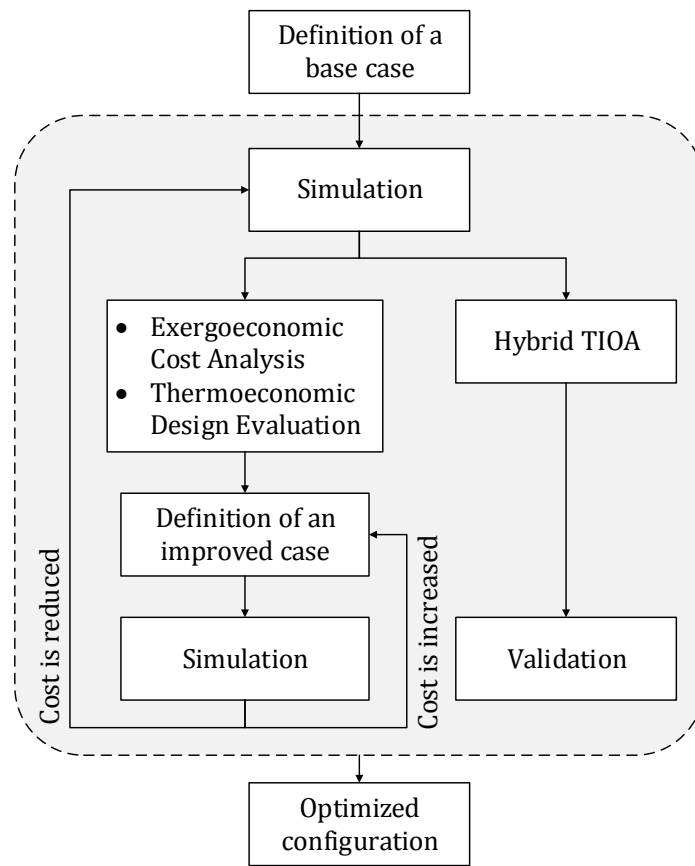 Definition of a
base case
Simulation
• Exergoeconomic
Cost Analysis
• Thermoeconomic
Design Evaluation
Hybrid TIOA
Definition of an
improved case
Simulation
Validation
Cost is reduced
Cost is increased
Optimized
configuration